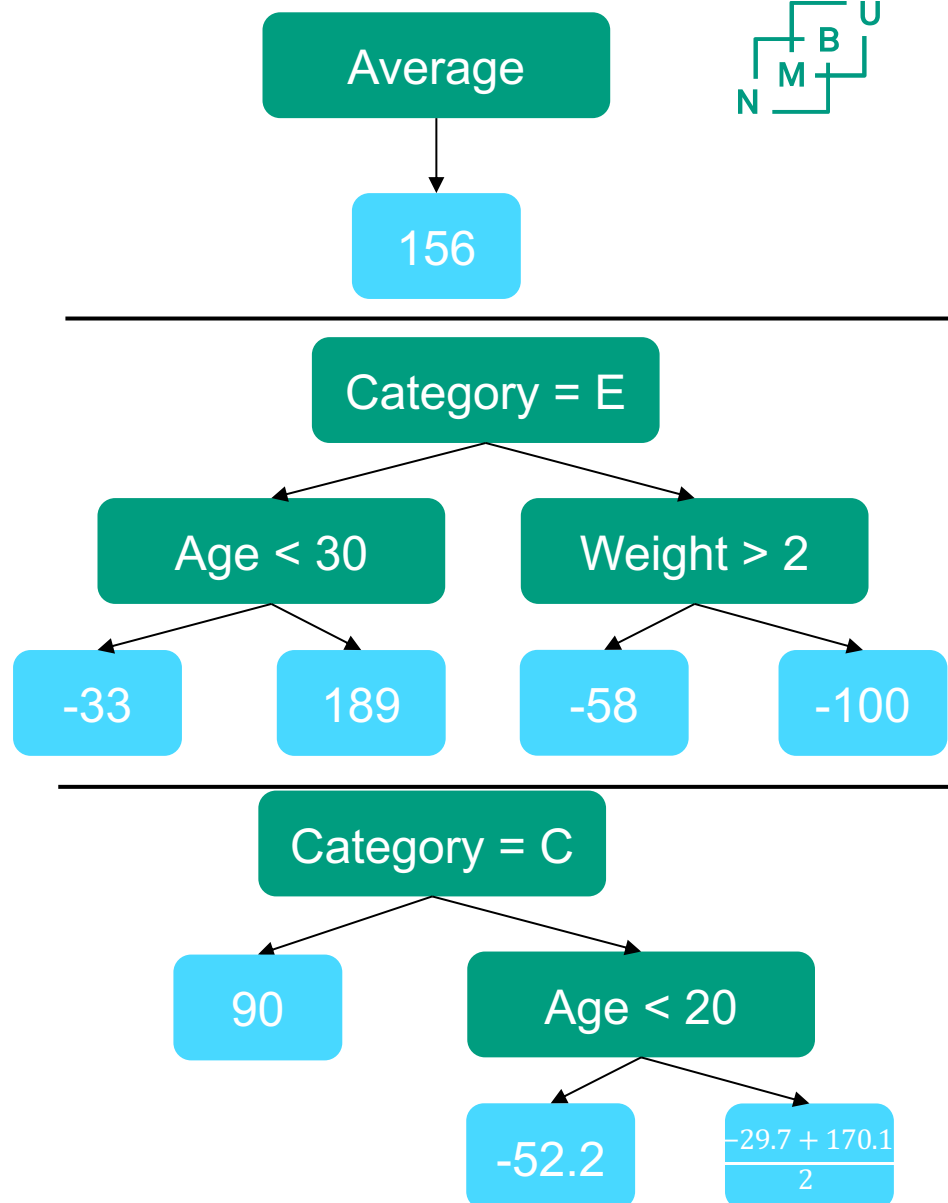 Average
N M B U
156
Category = E
Age < 30
Weight > 2
-33
189
-58
-100
Category = C
90
Age < 20
-52.2
−29.7 + 170.1
2